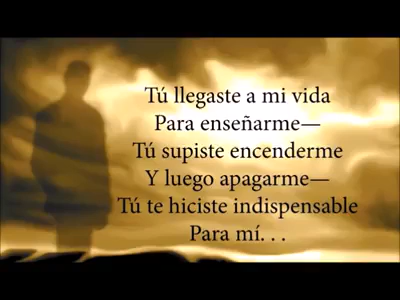 Tú llegaste a mi vida
Para enseñarme—
Tú supiste encenderme
Y luego apagarme—
Tú te hiciste indispensable
Para mí. . .